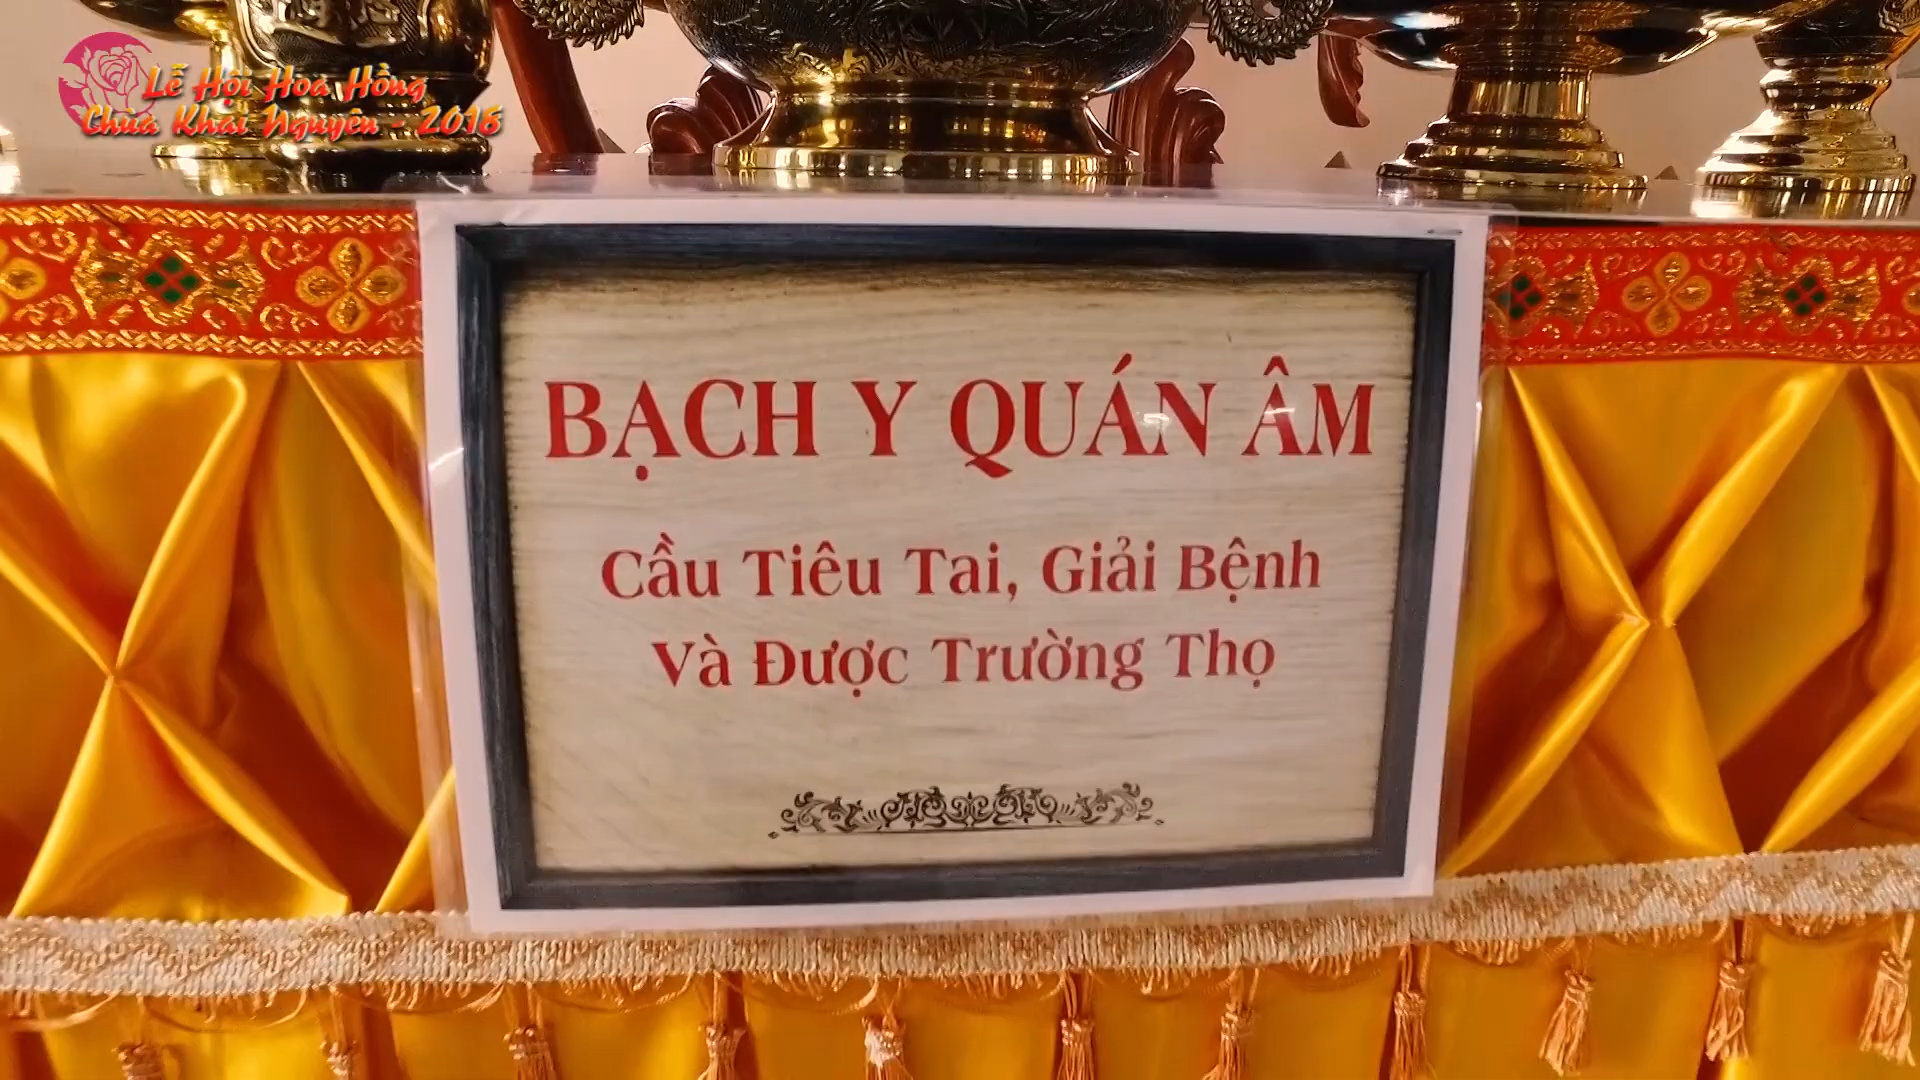 Lễ Hội Hoa Hồng
Chùa Khai Nguyên - 2016
BẠCH Y QUÁN ÂM
Cầu Tiêu Tai, Giải Bệnh
Và Được Trường Thọ